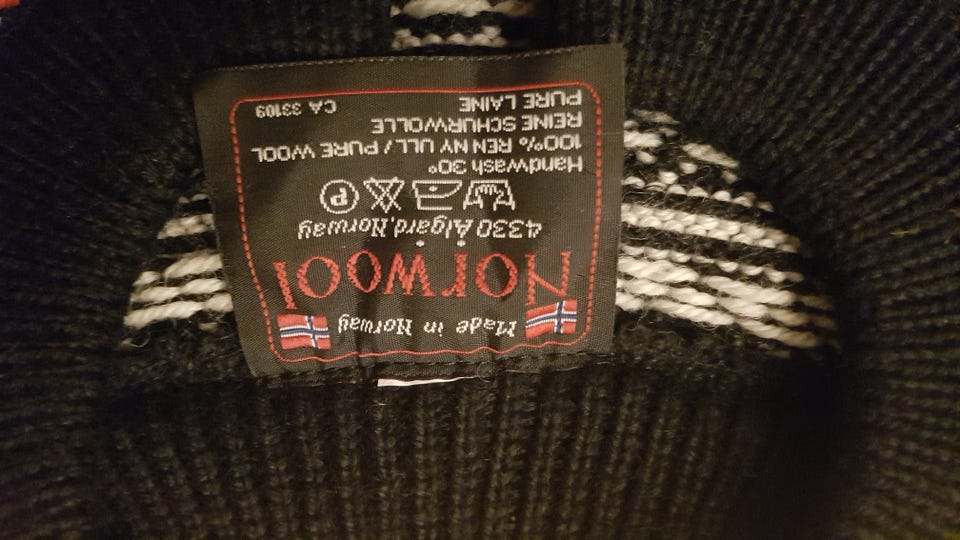 Made in Norway
Norwool
4330 Ålgård, Norway
P
Handwash 30°
100% REN NY ULL / PURE WOOL
REINE SCHURWOLLE
PURE LAINE CA 33109